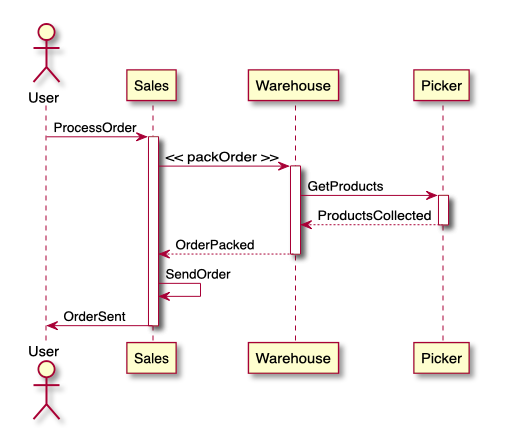 User
Sales
Warehouse
Picker
ProcessOrder
<< packOrder >>
GetProducts
ProductsCollected
OrderPacked
SendOrder
OrderSent
User
Sales
Warehouse
Picker